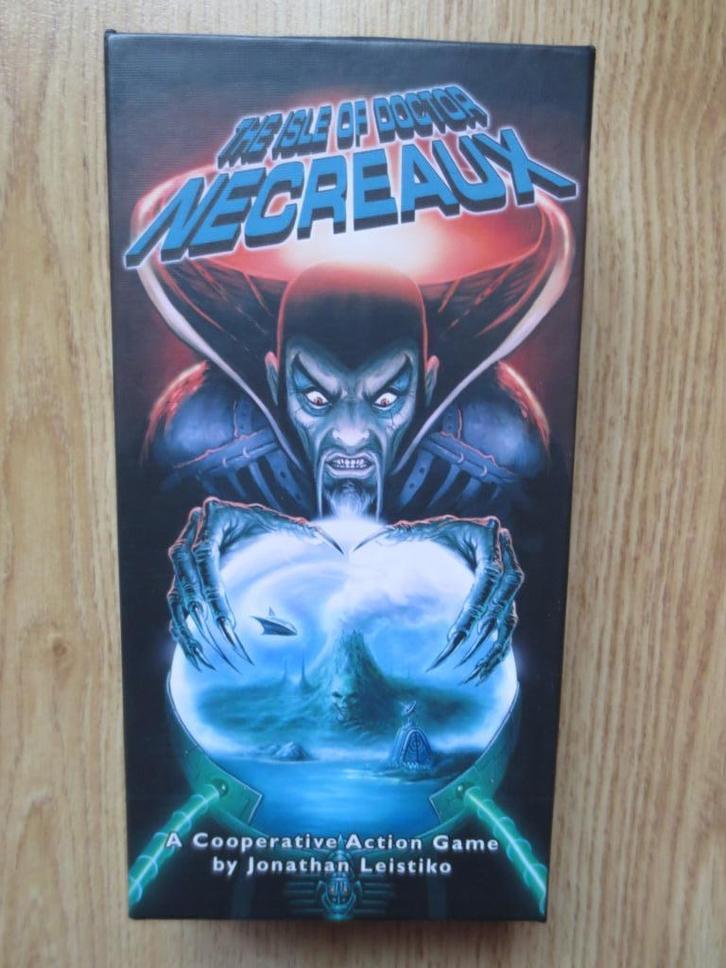 THE ISLE OF DOCTOR
NECREAUX
A Cooperative Action Game
by Jonathan Leistiko